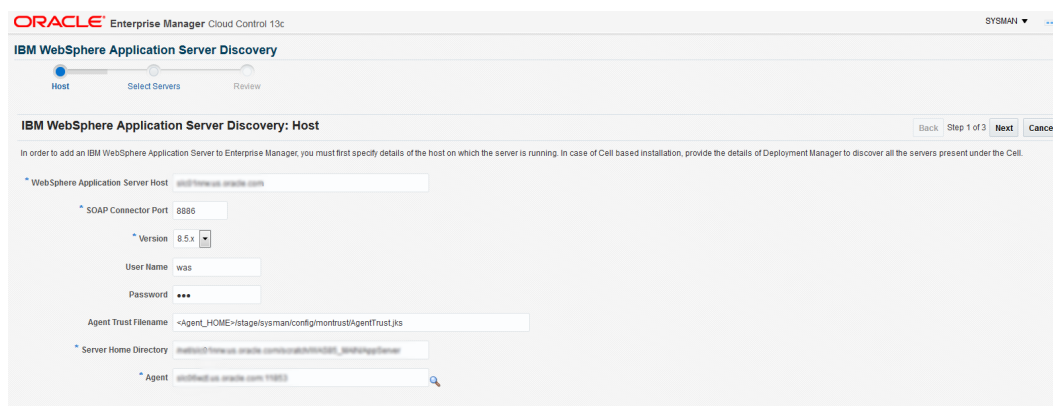 ORACLE® Enterprise Manager Cloud Control 13c
SYSMAN
IBM WebSphere Application Server Discovery
Host Select Servers Review
IBM WebSphere Application Server Discovery: Host
Back Step 1 of 3 Next Cance
In order to add an IBM WebSphere Application Server to Enterprise Manager, you must first specify details of the host on which the server is running. In case of Cell based installation, provide the details of Deployment Manager to discover all the servers present under the Cell.
* WebSphere Application Server Host
* SOAP Connector Port 8886
* Version 8.5.x
User Name was
Password •••
Agent Trust Filename <Agent_HOME>/stage/sysman/config/montrust/AgentTrust.jks
* Server Home Directory
* Agent